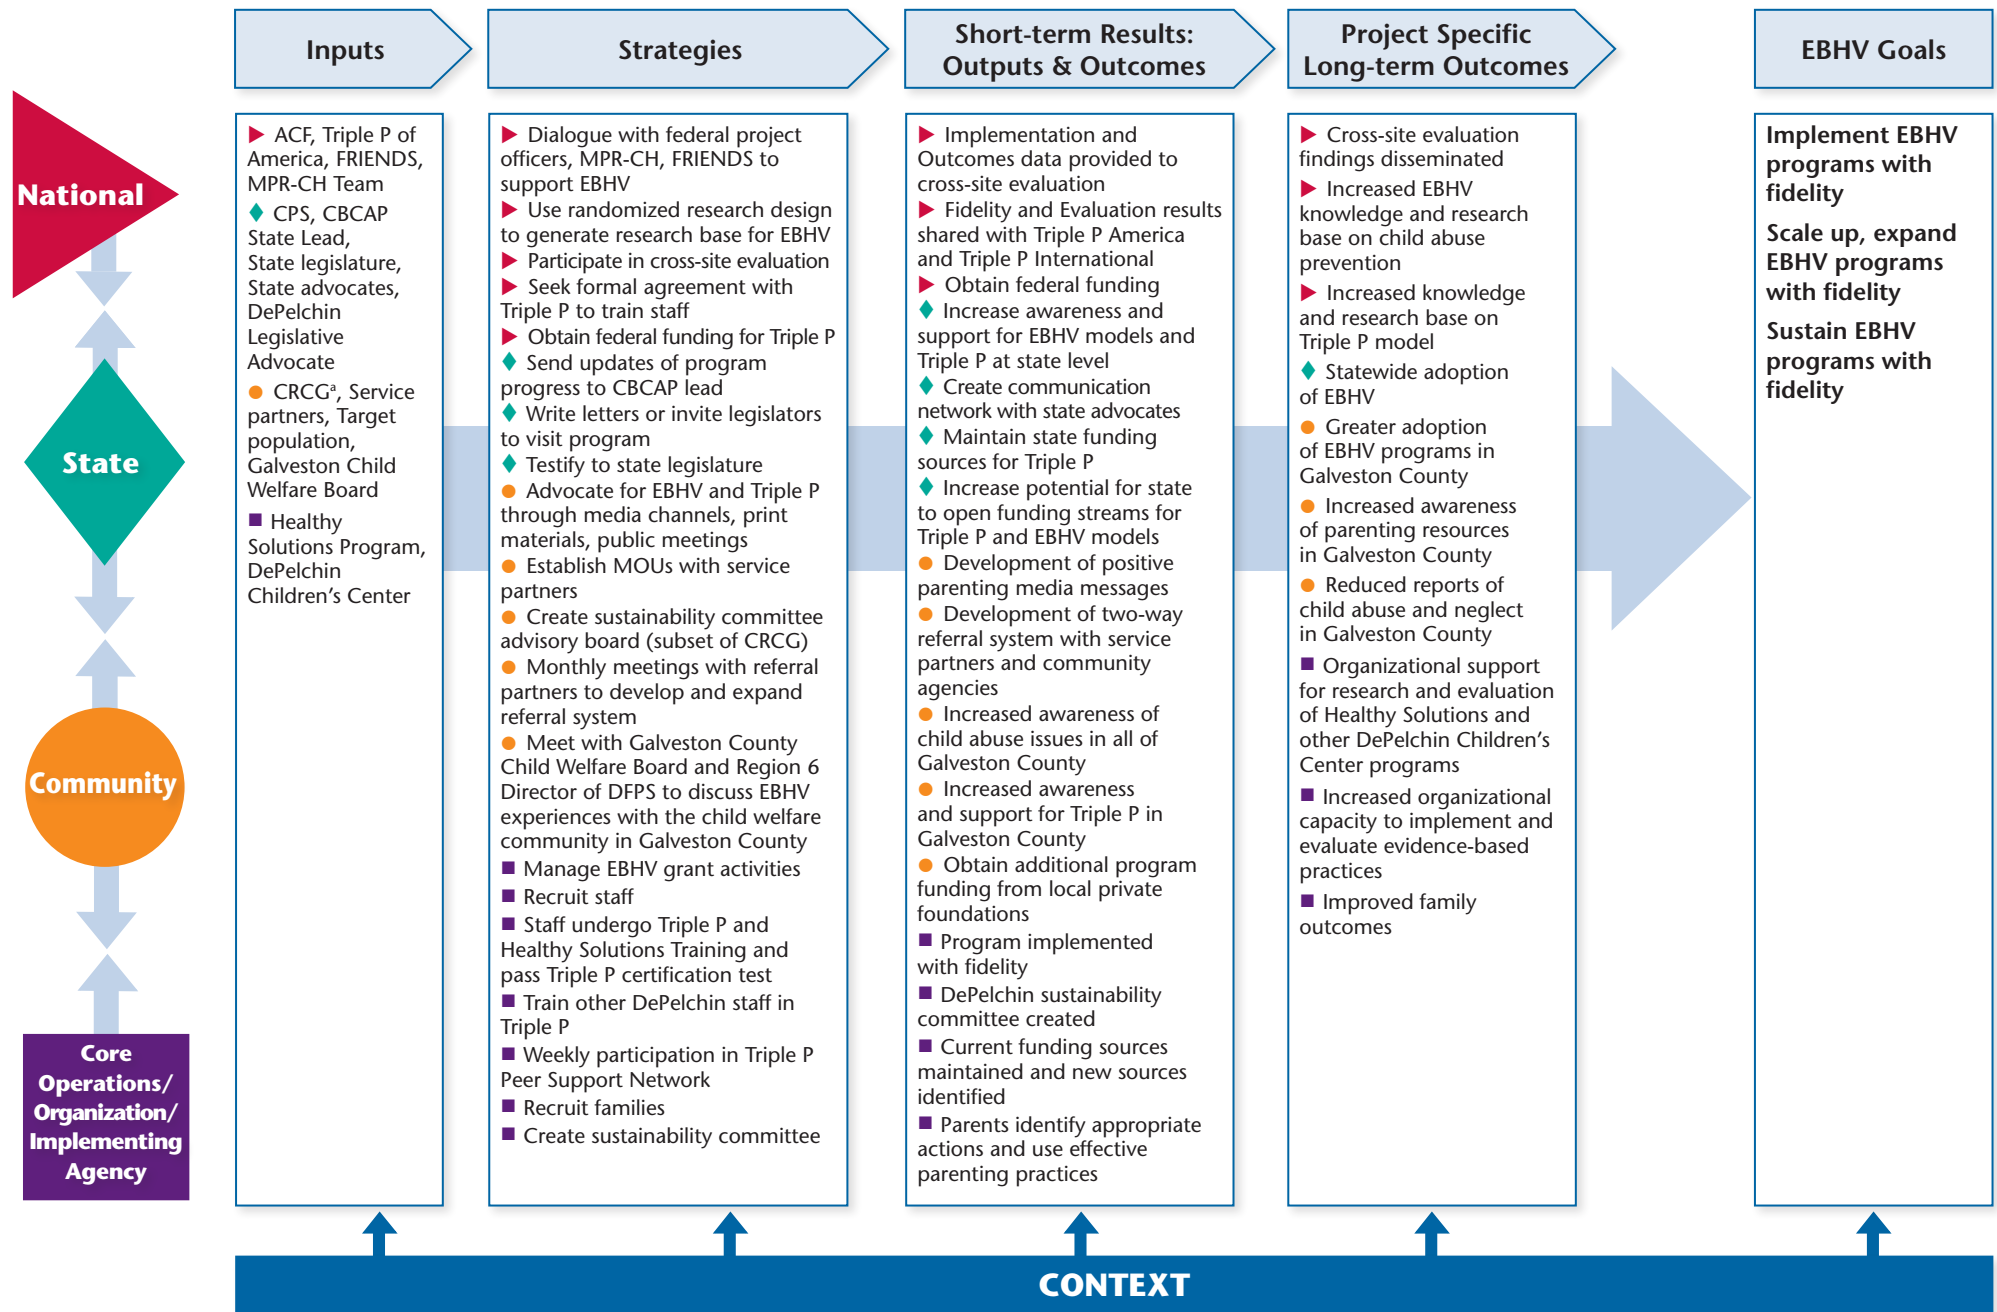 Inputs
Strategies
Short-term Results:
Outputs & Outcomes
Project Specific
Long-term Outcomes
EBHV Goals
National
State
Community
Core
Operations/
Organization/
Implementing
Agency
ACF, Triple P of
America, FRIENDS,
MPR-CH Team
CPS, CBCAP
State Lead,
State legislature,
State advocates,
DePelchin
Legislative
Advocate
CRCGᵃ, Service
partners, Target
population,
Galveston Child
Welfare Board
Healthy
Solutions Program,
DePelchin
Children's Center
Dialogue with federal project
officers, MPR-CH, FRIENDS to
support EBHV
Use randomized research design
to generate research base for EBHV
Participate in cross-site evaluation
Seek formal agreement with
Triple P to train staff
Obtain federal funding for Triple P
Send updates of program
progress to CBCAP lead
Write letters or invite legislators
to visit program
Testify to state legislature
Advocate for EBHV and Triple P
through media channels, print
materials, public meetings
Establish MOUs with service
partners
Create sustainability committee
advisory board (subset of CRCG)
Monthly meetings with referral
partners to develop and expand
referral system
Meet with Galveston County
Child Welfare Board and Region 6
Director of DFPS to discuss EBHV
experiences with the child welfare
community in Galveston County
Manage EBHV grant activities
Recruit staff
Staff undergo Triple P and
Healthy Solutions Training and
pass Triple P certification test
Train other DePelchin staff in
Triple P
Weekly participation in Triple P
Peer Support Network
Recruit families
Create sustainability committee
Implementation and
Outcomes data provided to
cross-site evaluation
Fidelity and Evaluation results
shared with Triple P America
and Triple P International
Obtain federal funding
Increase awareness and
support for EBHV models and
Triple P at state level
Create communication
network with state advocates
Maintain state funding
sources for Triple P
Increase potential for state
to open funding streams for
Triple P and EBHV models
Development of positive
parenting media messages
Development of two-way
referral system with service
partners and community
agencies
Increased awareness of
child abuse issues in all of
Galveston County
Increased awareness
and support for Triple P in
Galveston County
Obtain additional program
funding from local private
foundations
Program implemented
with fidelity
DePelchin sustainability
committee created
Current funding sources
maintained and new sources
identified
Parents identify appropriate
actions and use effective
parenting practices
Cross-site evaluation
findings disseminated
Increased EBHV
knowledge and research
base on child abuse
prevention
Increased knowledge
and research base on
Triple P model
Statewide adoption
of EBHV
Greater adoption
of EBHV programs in
Galveston County
Increased awareness
of parenting resources
in Galveston County
Reduced reports of
child abuse and neglect
in Galveston County
Organizational support
for research and evaluation
of Healthy Solutions and
other DePelchin Children's
Center programs
Increased organizational
capacity to implement and
evaluate evidence-based
practices
Improved family
outcomes
Implement EBHV
programs with
fidelity
Scale up, expand
EBHV programs
with fidelity
Sustain EBHV
programs with
fidelity
CONTEXT